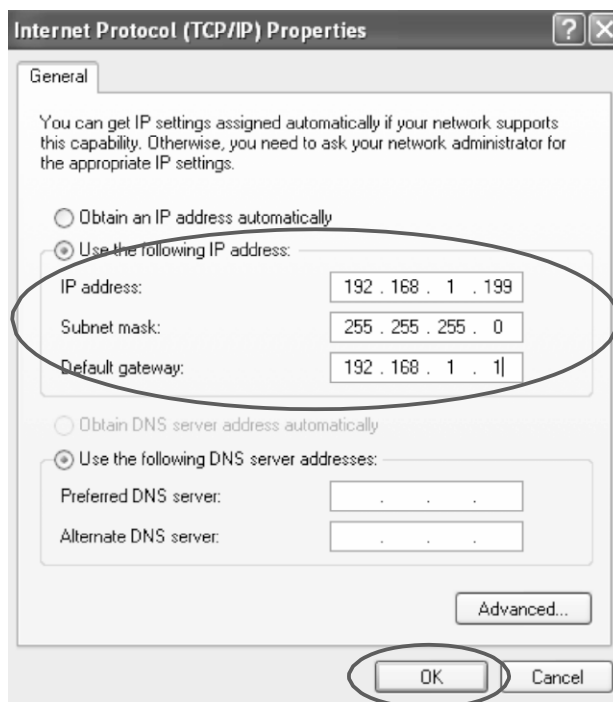 Internet Protocol (TCP/IP) Properties
General
You can get IP settings assigned automatically if your network supports
this capability. Otherwise, you need to ask your network administrator for
the appropriate IP settings.
Obtain an IP address automatically
Use the following IP address:
IP address: 192 . 168 . 1 . 199
Subnet mask: 255 . 255 . 255 . 0
Default gateway: 192 . 168 . 1 . 1
Obtain DNS server address automatically
Use the following DNS server addresses:
Preferred DNS server: . . .
Alternate DNS server: . . .
Advanced...
OK Cancel